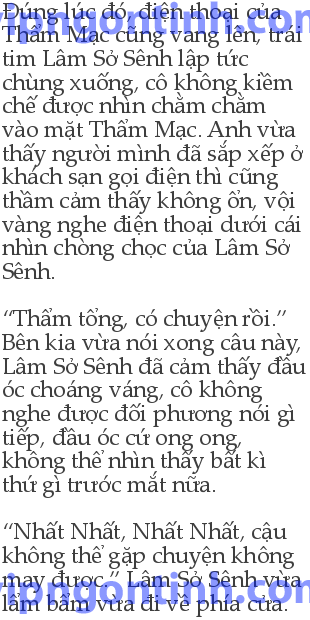 Đúng lúc đó, điện thoại của
Thẩm Mạc cũng vang lên, trái
tim Lâm Sở Sênh lập tức
chùng xuống, cô không kiềm
chế được nhìn chằm chằm
vào mặt Thẩm Mạc. Anh vừa
thấy người mình đã sắp xếp ở
khách sạn gọi điện thì cũng
thầm cảm thấy không ổn, vội
vàng nghe điện thoại dưới cái
nhìn chòng chọc của Lâm Sở
Sênh.
“Thẩm tổng, có chuyện rồi.”
Bên kia vừa nói xong câu này,
Lâm Sở Sênh đã cảm thấy đầu
óc choáng váng, cô không
nghe được đối phương nói gì
tiếp, đầu óc cứ ong ong,
không thể nhìn thấy bất kì
thứ gì trước mắt nữa.
“Nhất Nhất, Nhất Nhất, cậu
không thể gặp chuyện không
may được.” Lâm Sở Sênh vừa
lẩm bẩm vừa đi về phía cửa.